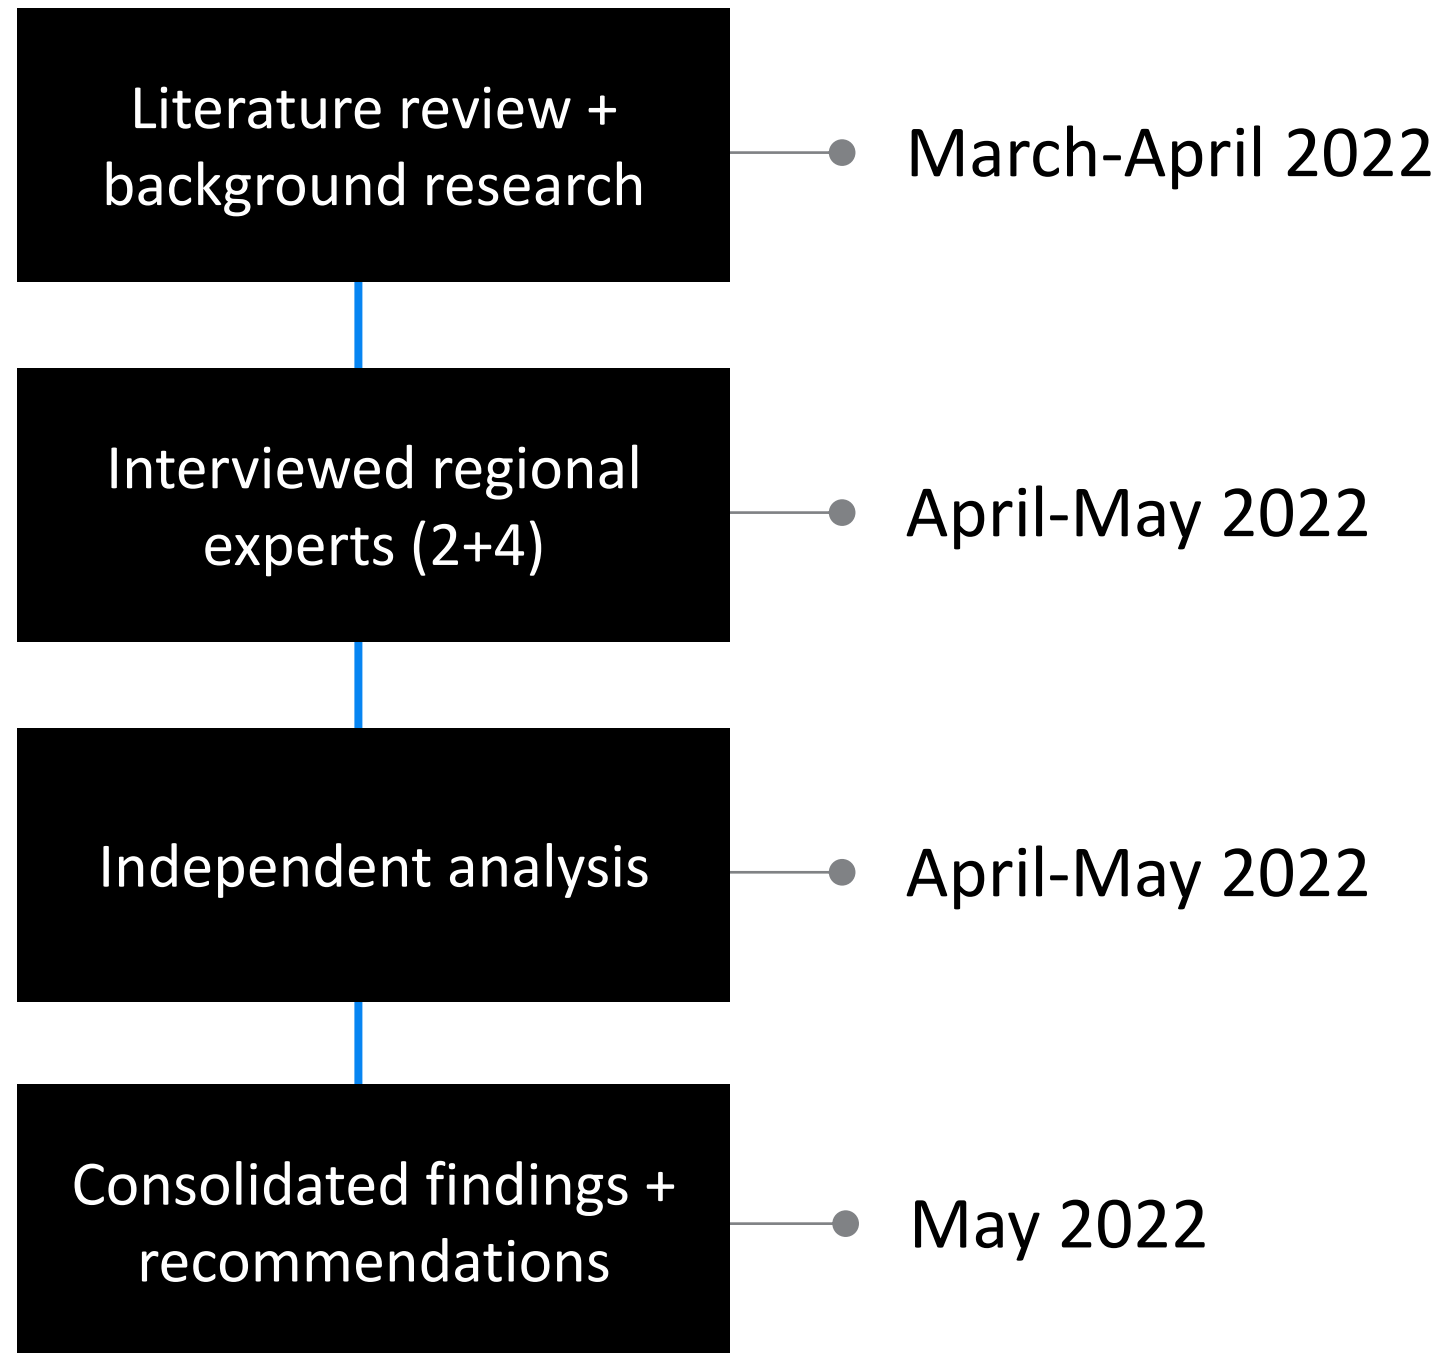 Literature review +
background research
March-April 2022
Interviewed regional
experts (2+4)
April-May 2022
Independent analysis
April-May 2022
Consolidated findings +
recommendations
May 2022